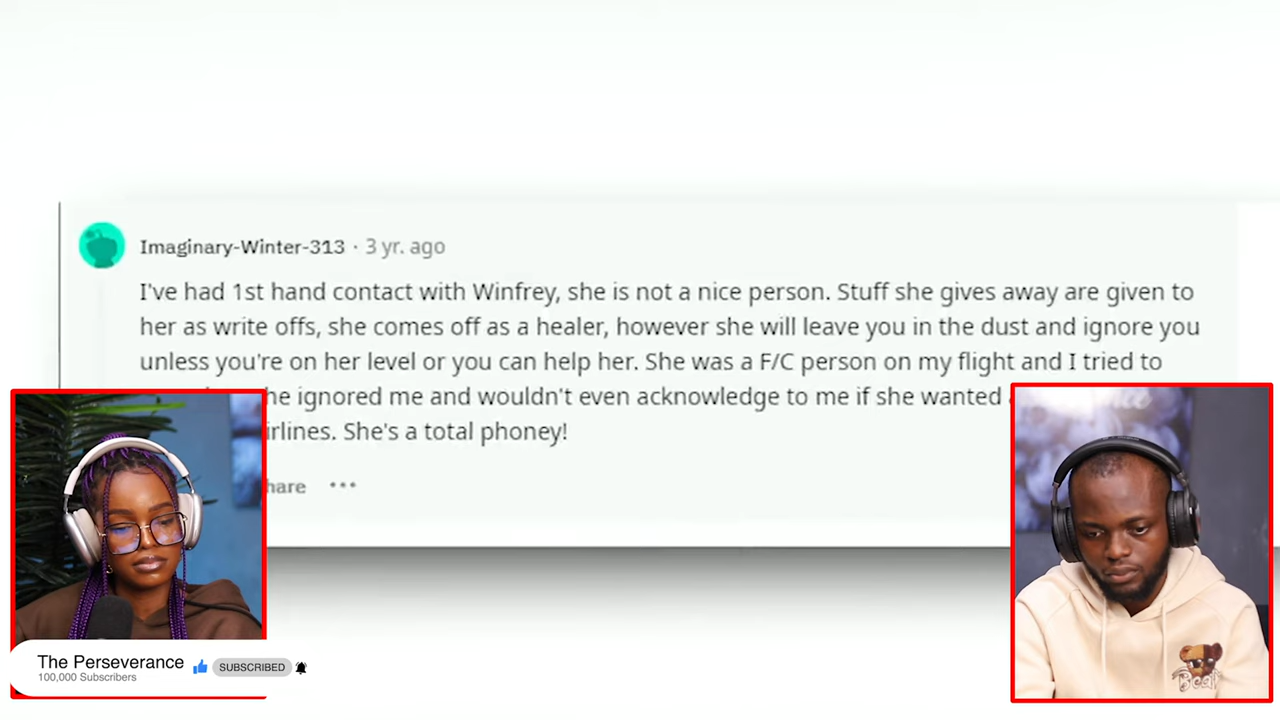 Imaginary-Winter-313 · 3 yr. ago
I've had 1st hand contact with Winfrey, she is not a nice person. Stuff she gives away are given to
her as write offs, she comes off as a healer, however she will leave you in the dust and ignore you
unless you're on her level or you can help her. She was a F/C person on my flight and I tried to
he ignored me and wouldn't even acknowledge to me if she wanted
irlines. She's a total phoney!
hare
The Perseverance
SUBSCRIBED
100,000 Subscribers
Bear